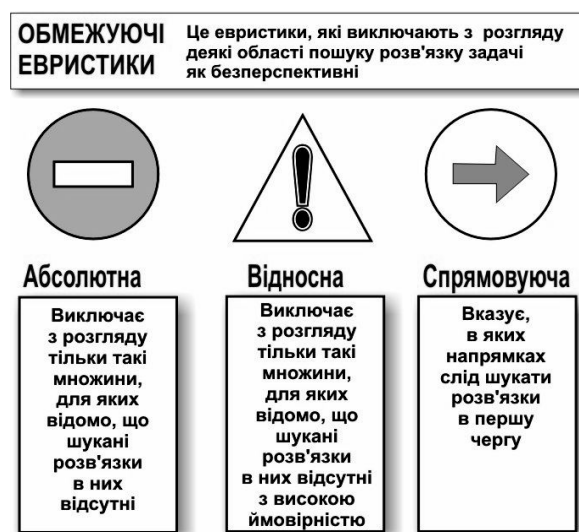 ОБМЕЖУЮЧІ
ЕВРИСТИКИ
Це евристики, які виключають з розгляду
деякі області пошуку розв'язку задачі
як безперспективні
Абсолютна
Виключає
з розгляду
тільки такі
множини,
для яких
відомо, що
шукані
розв'язки
в них
відсутні
Відносна
Виключає
з розгляду
тільки такі
множини,
для яких
відомо, що
шукані
розв'язки
в них відсутні
з високою
ймовірністю
Спрямовуюча
Вказує,
в яких
напрямках
слід шукати
розв'язки
в першу
чергу